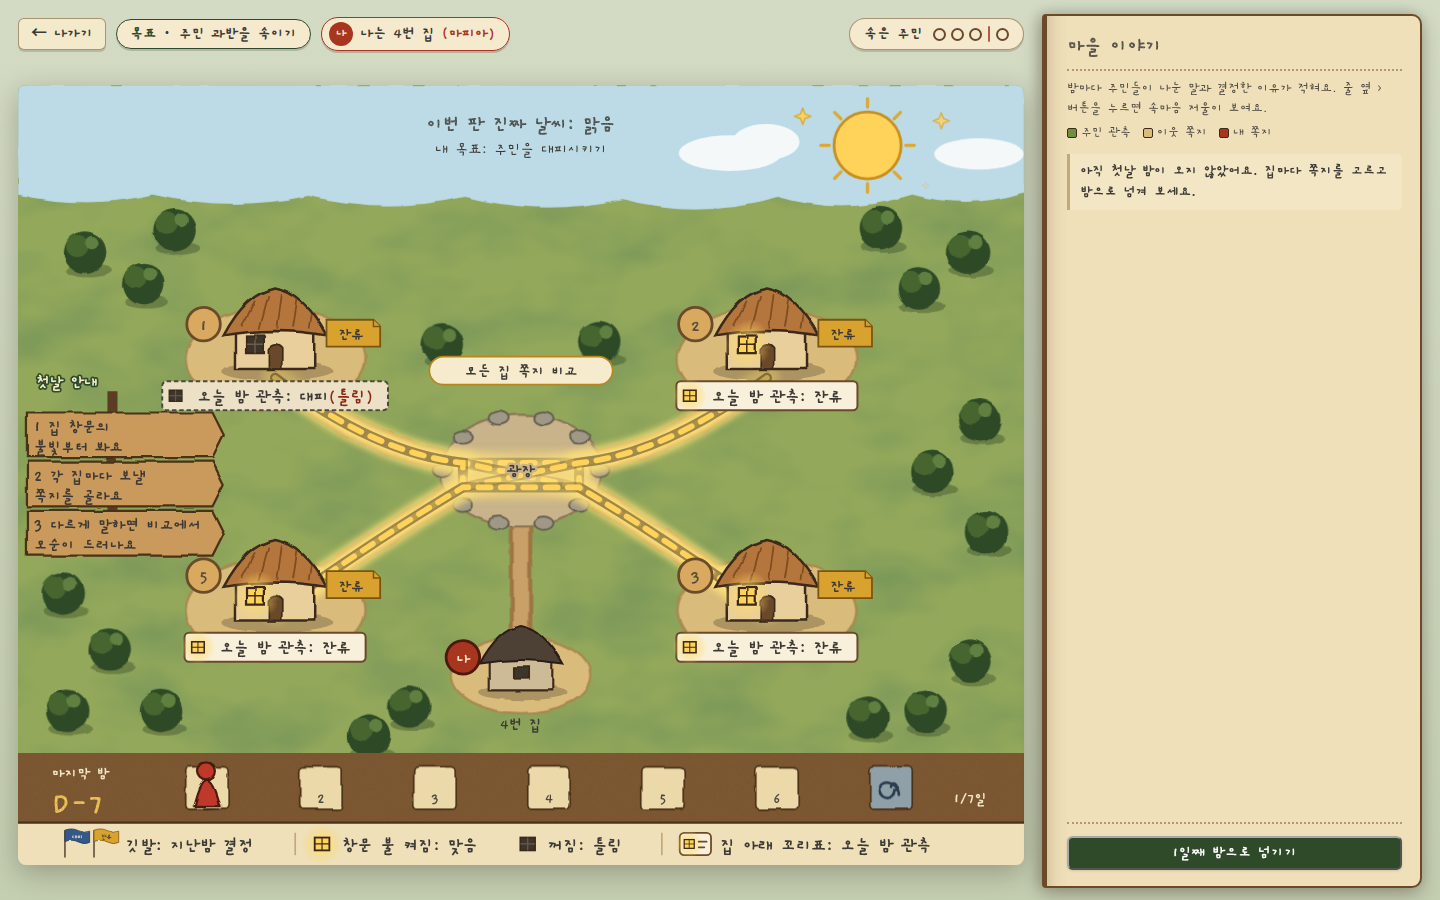 ← 나가기
목표 · 주민 과반을 속이기
나 나는 4번 집 (마피아)
속은 주민
이번 판 진짜 날씨: 맑음
내 목표: 주민을 대피시키기
1
잔류
오늘 밤 관측: 대피(틀림)
모든 집 쪽지 비교
2
잔류
오늘 밤 관측: 잔류
첫날 안내
1 집 창문의
불빛부터 봐요
2 각 집마다 보낼
쪽지를 골라요
3 다르게 말하면 비교에서
모순이 드러나요
광장
5
잔류
오늘 밤 관측: 잔류
3
잔류
오늘 밤 관측: 잔류
나
4번 집
마지막 밤
D-7
2
3
4
5
6
1/7일
깃발: 지난밤 결정
창문 불 켜짐: 맞음
꺼짐: 틀림
집 아래 꼬리표: 오늘 밤 관측
마을 이야기
밤마다 주민들이 나눈 말과 결정한 이유가 적혀요. 줄 옆 >
버튼을 누르면 속마음 저울이 보여요.
주민 관측 이웃 쪽지 내 쪽지
아직 첫날 밤이 오지 않았어요. 집마다 쪽지를 고르고
밤으로 넘겨 보세요.
1일째 밤으로 넘기기